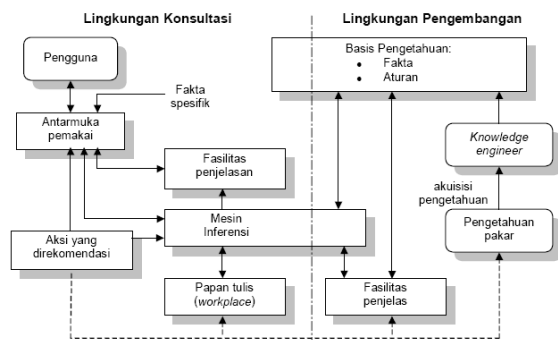 Lingkungan Konsultasi
Lingkungan Pengembangan
Pengguna
Fakta
spesifik
Antarmuka
pemakai
Fasilitas
penjelasan
Mesin
Inferensi
Aksi yang
direkomendasi
Papan tulis
(workplace)
Basis Pengetahuan:
• Fakta
• Aturan
Knowledge
engineer
akuisisi
pengetahuan
Pengetahuan
pakar
Fasilitas
penjelas